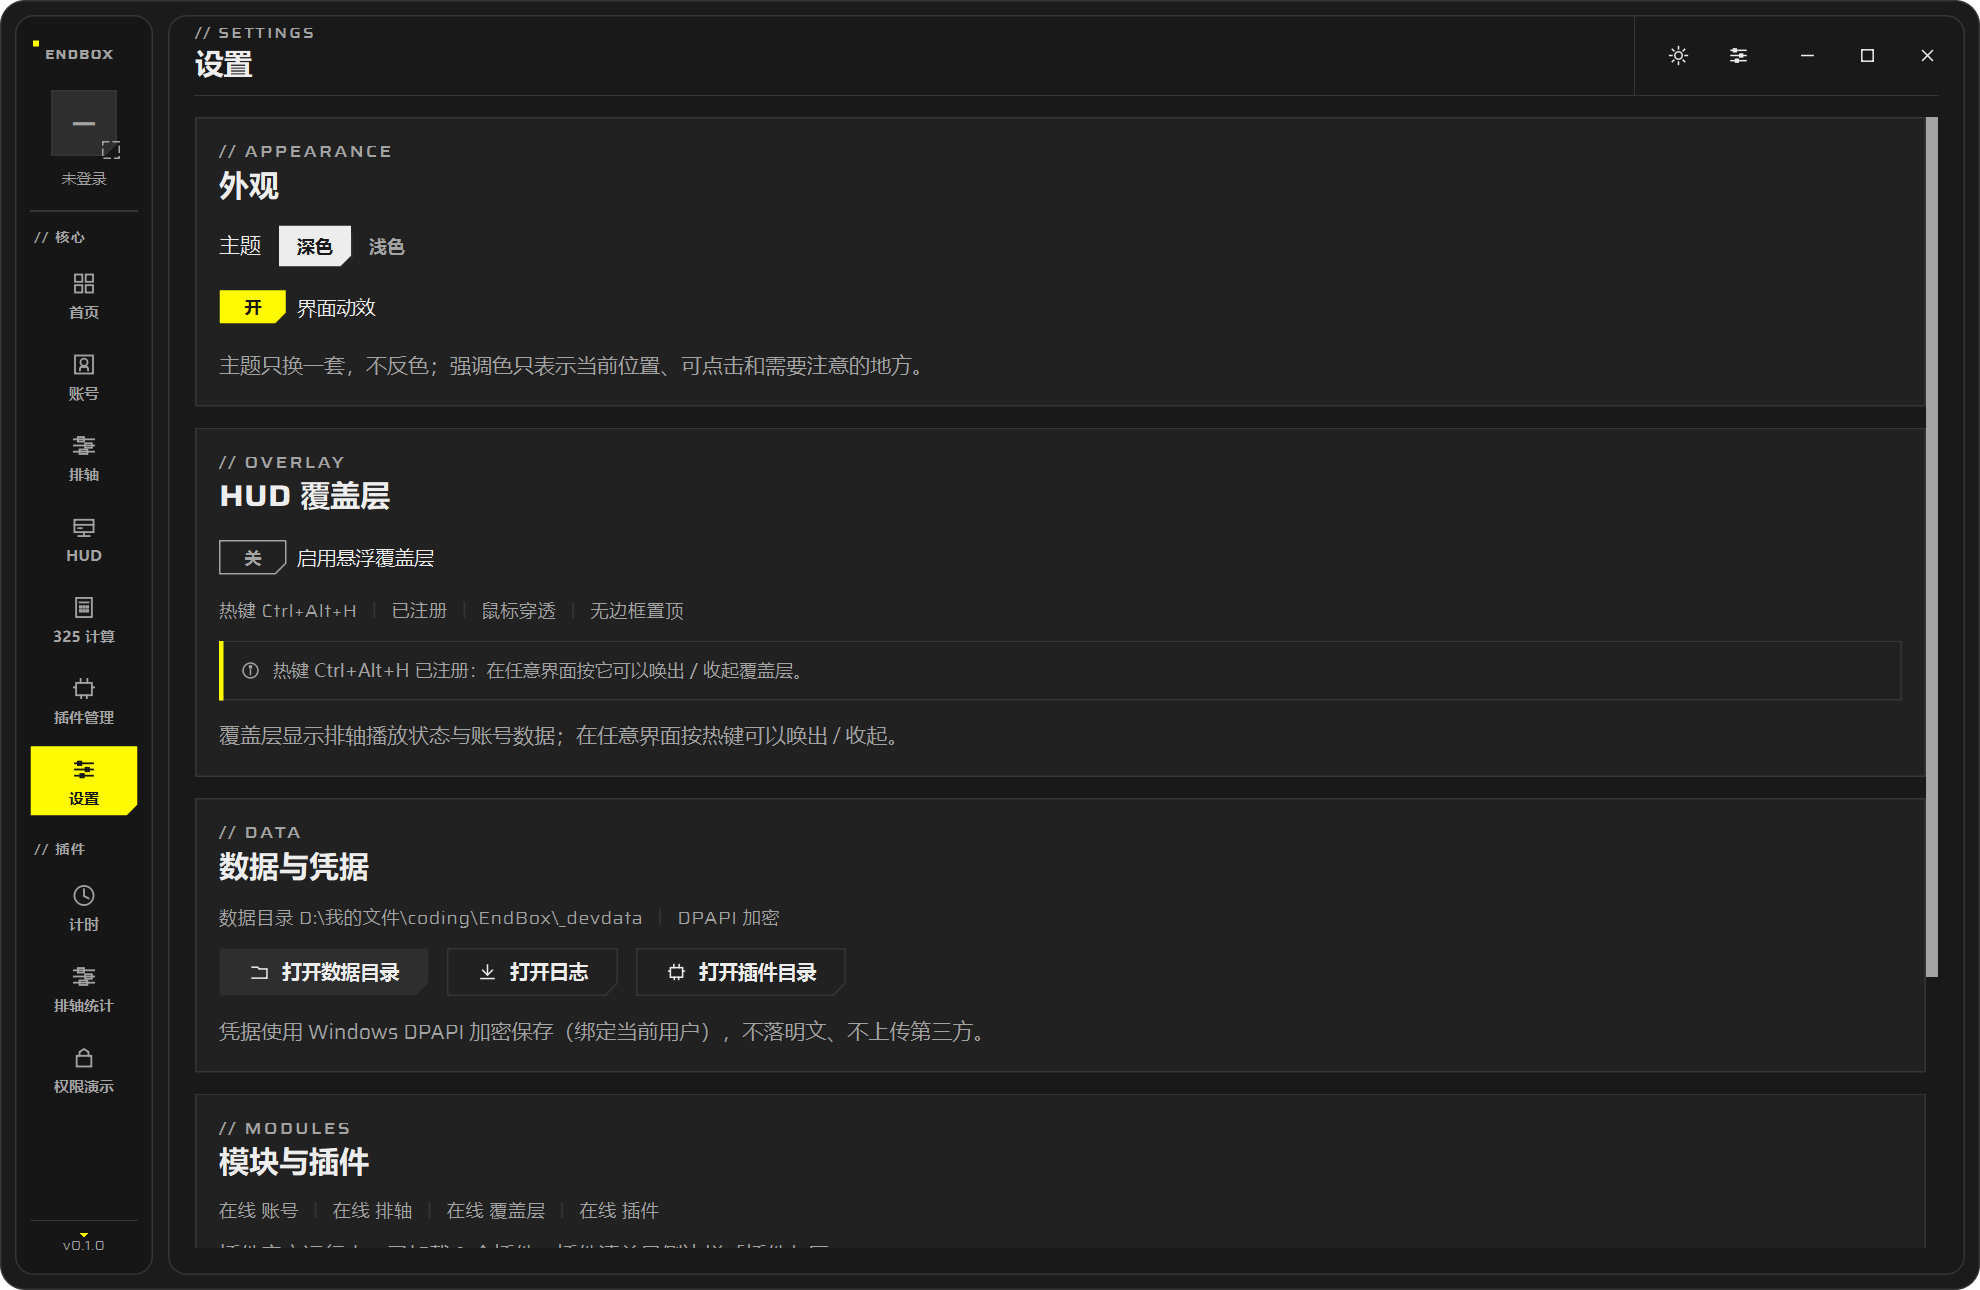 ENDBOX
未登录
// 核心
首页
账号
排轴
HUD
325 计算
插件管理
设置
// 插件
计时
排轴统计
权限演示
v0.1.0
// SETTINGS
设置
// APPEARANCE
外观
主题 深色 浅色
开 界面动效
主题只换一套，不反色；强调色只表示当前位置、可点击和需要注意的地方。
// OVERLAY
HUD 覆盖层
关 启用悬浮覆盖层
热键 Ctrl+Alt+H 已注册 鼠标穿透 无边框置顶
热键 Ctrl+Alt+H 已注册：在任意界面按它可以唤出 / 收起覆盖层。
覆盖层显示排轴播放状态与账号数据；在任意界面按热键可以唤出 / 收起。
// DATA
数据与凭据
数据目录 D:\我的文件\coding\EndBox\_devdata DPAPI 加密
打开数据目录 打开日志 打开插件目录
凭据使用 Windows DPAPI 加密保存（绑定当前用户），不落明文、不上传第三方。
// MODULES
模块与插件
在线 账号 在线 排轴 在线 覆盖层 在线 插件